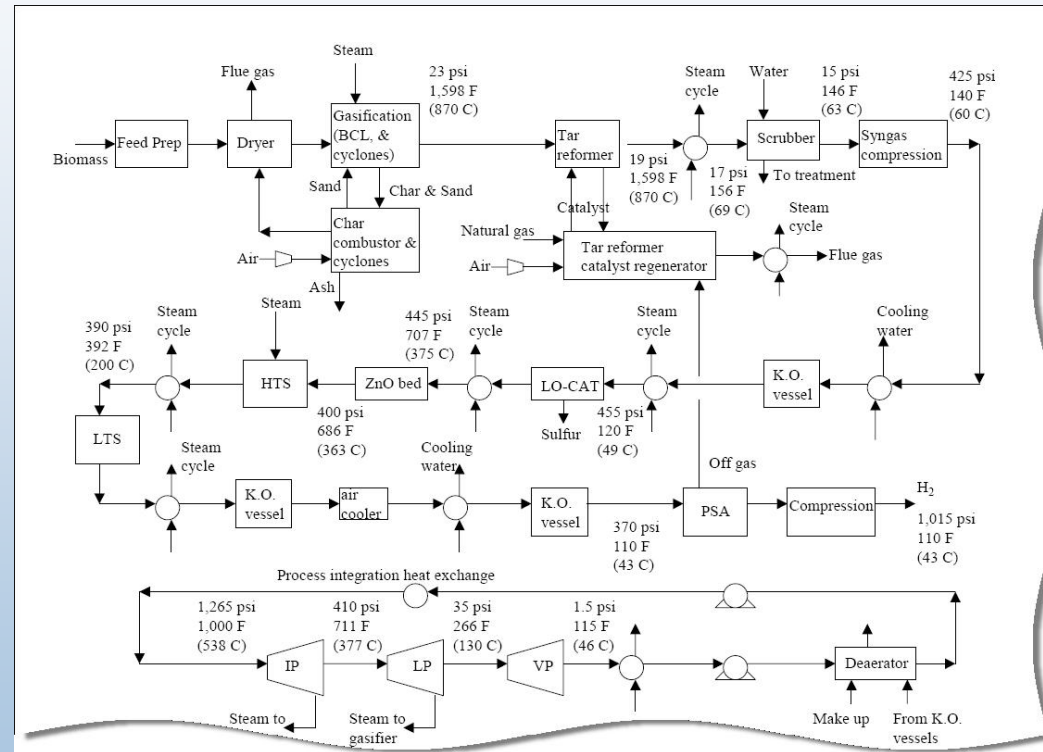 Steam
Flue gas
23 psi
1,598 F
(870 C)
Steam
cycle
Water
15 psi
146 F
(63 C)
425 psi
140 F
(60 C)
Biomass
Feed Prep
Dryer
Gasification
(BCL, &
cyclones)
Tar
reformer
19 psi
1,598 F
(870 C)
Scrubber
Syngas
compression
17 psi
156 F
(69 C)
To treatment
Sand
Char & Sand
Catalyst
Char
combustor &
cyclones
Air
Ash
Natural gas
Air
Tar reformer
catalyst regenerator
Steam
cycle
Flue gas
390 psi
392 F
(200 C)
Steam
cycle
Steam
445 psi
707 F
(375 C)
Steam
cycle
Steam
cycle
Cooling
water
HTS
ZnO bed
LO-CAT
K.O.
vessel
400 psi
686 F
(363 C)
Sulfur
455 psi
120 F
(49 C)
LTS
Steam
cycle
Cooling
water
Off gas
K.O.
vessel
air
cooler
K.O.
vessel
370 psi
110 F
(43 C)
PSA
Compression
H2
1,015 psi
110 F
(43 C)
Process integration heat exchange
1,265 psi
1,000 F
(538 C)
410 psi
711 F
(377 C)
35 psi
266 F
(130 C)
1.5 psi
115 F
(46 C)
IP
LP
VP
Deaerator
Steam to
Steam to
gasifier
Make up
From K.O.
vessels